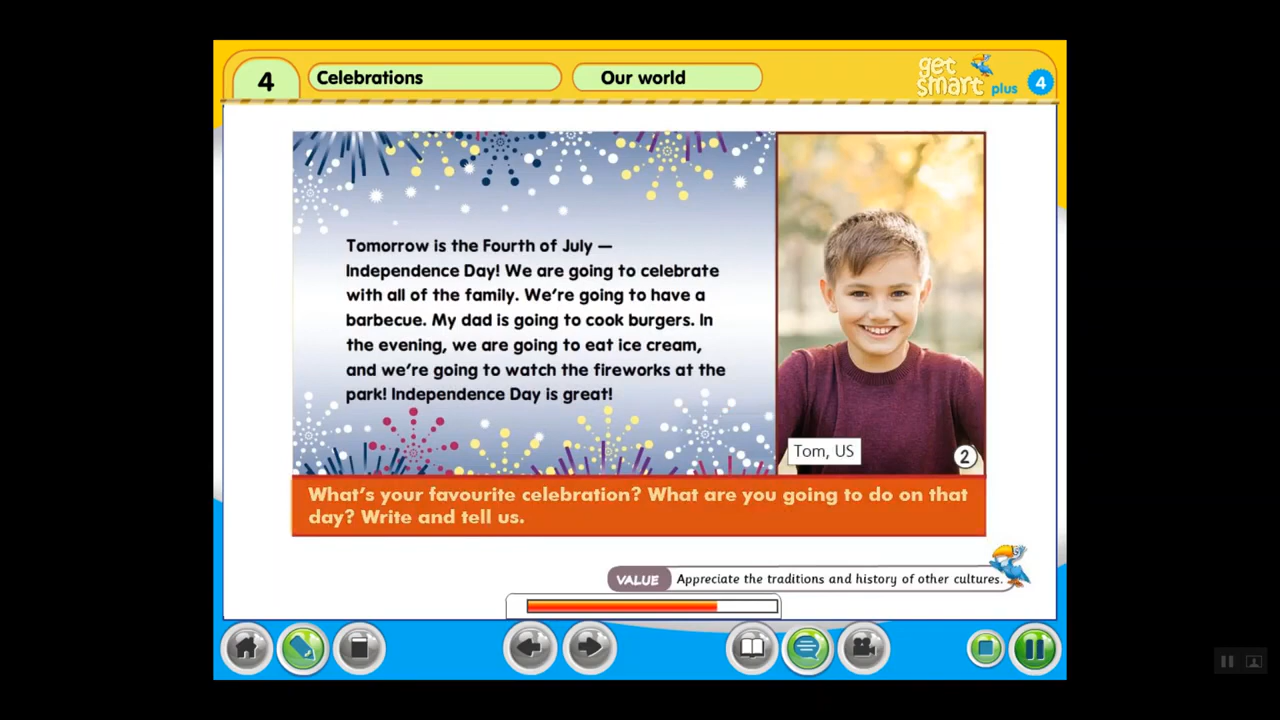 4
Celebrations
Our world
get
smart plus 4
Tomorrow is the Fourth of July —
Independence Day! We are going to celebrate
with all of the family. We’re going to have a
barbecue. My dad is going to cook burgers. In
the evening, we are going to eat ice cream,
and we’re going to watch the fireworks at the
park! Independence Day is great!
Tom, US
2
What’s your favourite celebration? What are you going to do on that
day? Write and tell us.
VALUE Appreciate the traditions and history of other cultures.